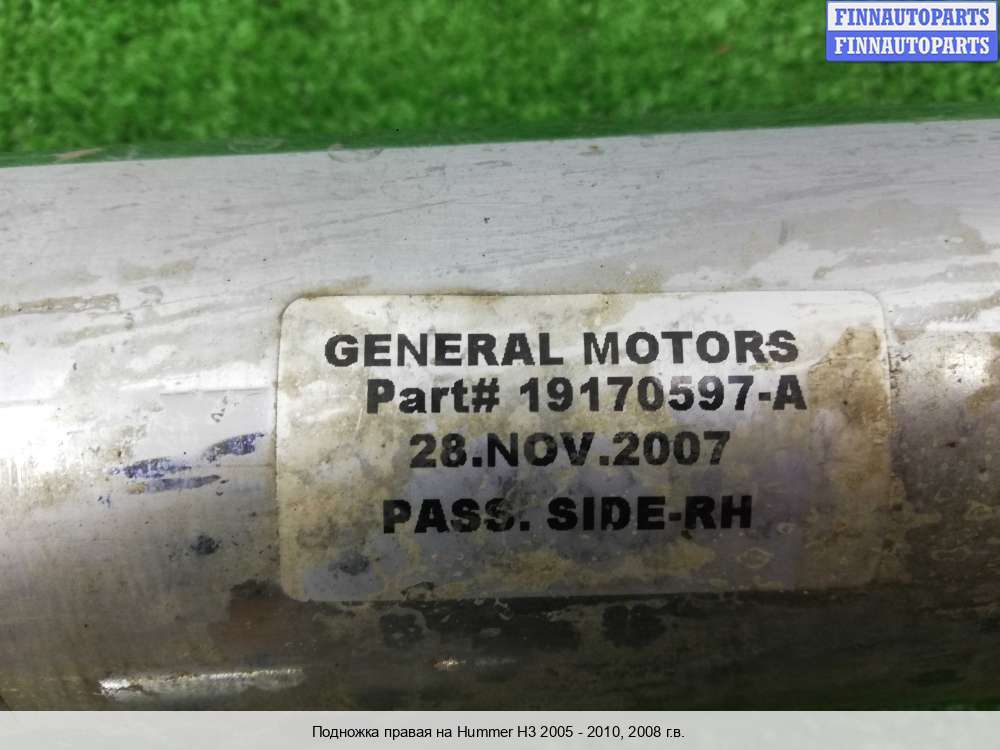 FINNAUTOPARTS
FINNAUTOPARTS
GENERAL MOTORS
Part# 19170597-A
28.NOV.2007
PASS. SIDE-RH
Подножка правая на Hummer H3 2005 - 2010, 2008 г.в.